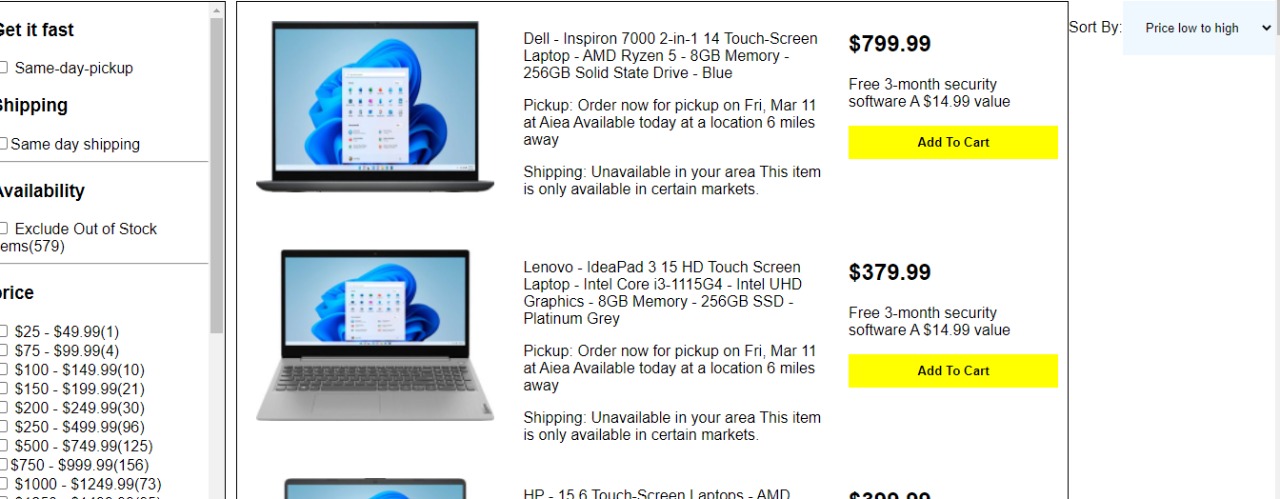 Get it fast
Same-day-pickup
Shipping
Same day shipping
Availability
Exclude Out of Stock
ems(579)
price
$25 - $49.99(1)
$75 - $99.99(4)
$100 - $149.99(10)
$150 - $199.99(21)
$200 - $249.99(30)
$250 - $499.99(96)
$500 - $749.99(125)
$750 - $999.99(156)
$1000 - $1249.99(73)
Dell - Inspiron 7000 2-in-1 14 Touch-Screen
Laptop - AMD Ryzen 5 - 8GB Memory -
256GB Solid State Drive - Blue
Pickup: Order now for pickup on Fri, Mar 11
at Aiea Available today at a location 6 miles
away
Shipping: Unavailable in your area This item
is only available in certain markets.
$799.99
Free 3-month security
software A $14.99 value
Add To Cart
Lenovo - IdeaPad 3 15 HD Touch Screen
Laptop - Intel Core i3-1115G4 - Intel UHD
Graphics - 8GB Memory - 256GB SSD -
Platinum Grey
Pickup: Order now for pickup on Fri, Mar 11
at Aiea Available today at a location 6 miles
away
Shipping: Unavailable in your area This item
is only available in certain markets.
$379.99
Free 3-month security
software A $14.99 value
Add To Cart
HP - 15.6 Touch-Screen Laptops - AMD
$399.99
Sort By: Price low to high